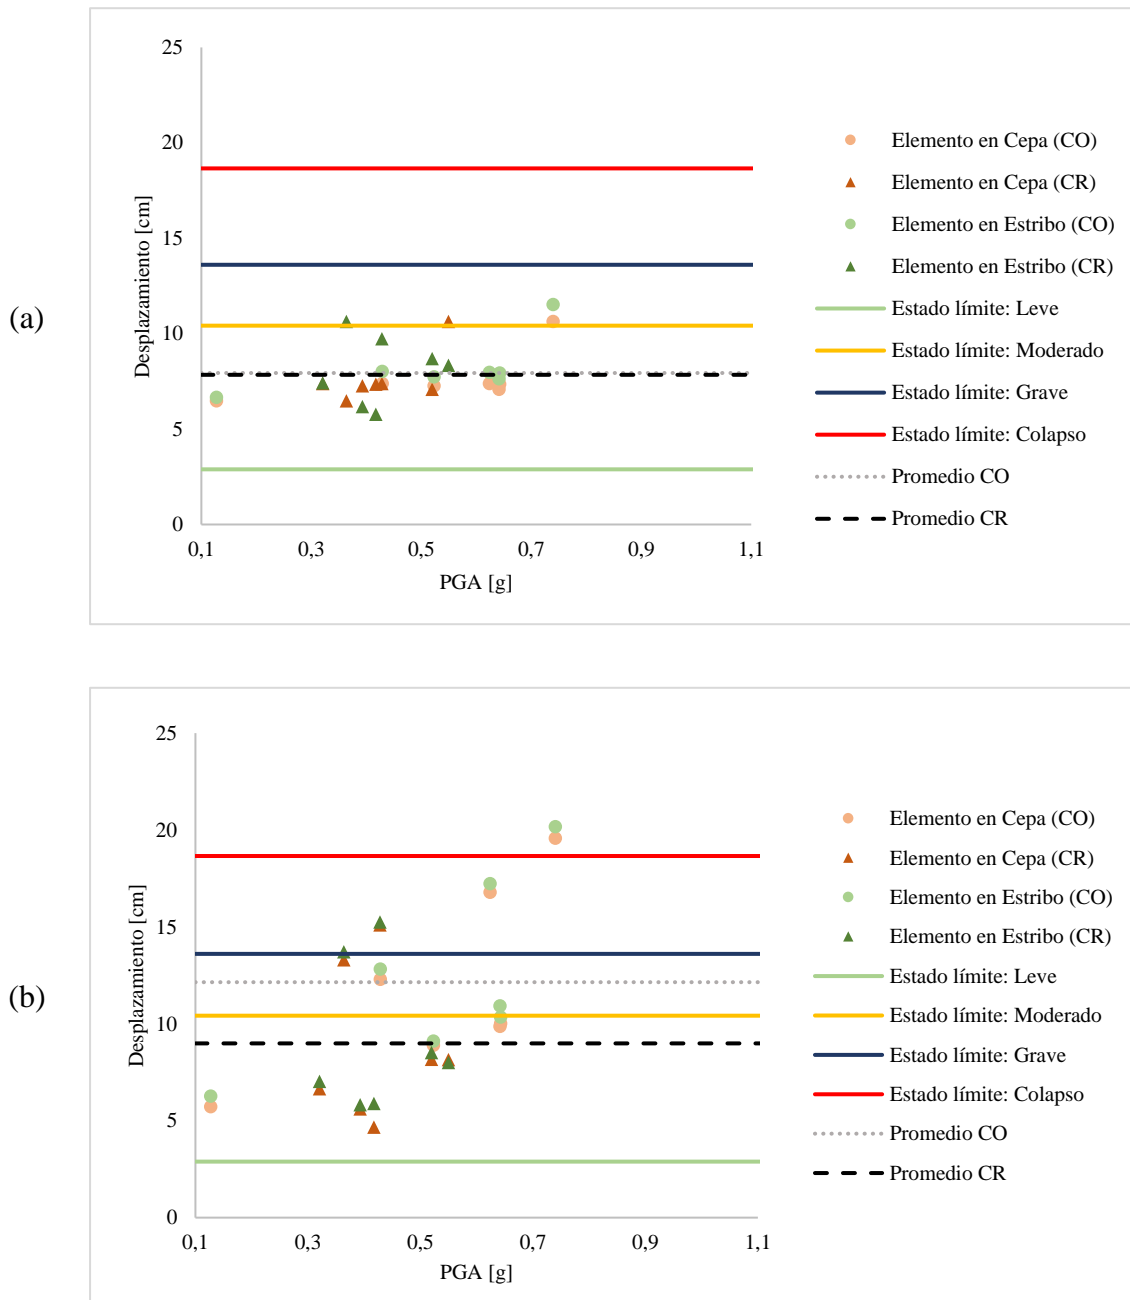 (a)
Desplazamiento [cm]
25
20
15
10
5
0
0,1 0,3 0,5 0,7 0,9 1,1
PGA [g]
Elemento en Cepa (CO)
Elemento en Cepa (CR)
Elemento en Estribo (CO)
Elemento en Estribo (CR)
Estado límite: Leve
Estado límite: Moderado
Estado límite: Grave
Estado límite: Colapso
Promedio CO
Promedio CR
(b)
Desplazamiento [cm]
25
20
15
10
5
0
0,1 0,3 0,5 0,7 0,9 1,1
PGA [g]
Elemento en Cepa (CO)
Elemento en Cepa (CR)
Elemento en Estribo (CO)
Elemento en Estribo (CR)
Estado límite: Leve
Estado límite: Moderado
Estado límite: Grave
Estado límite: Colapso
Promedio CO
Promedio CR